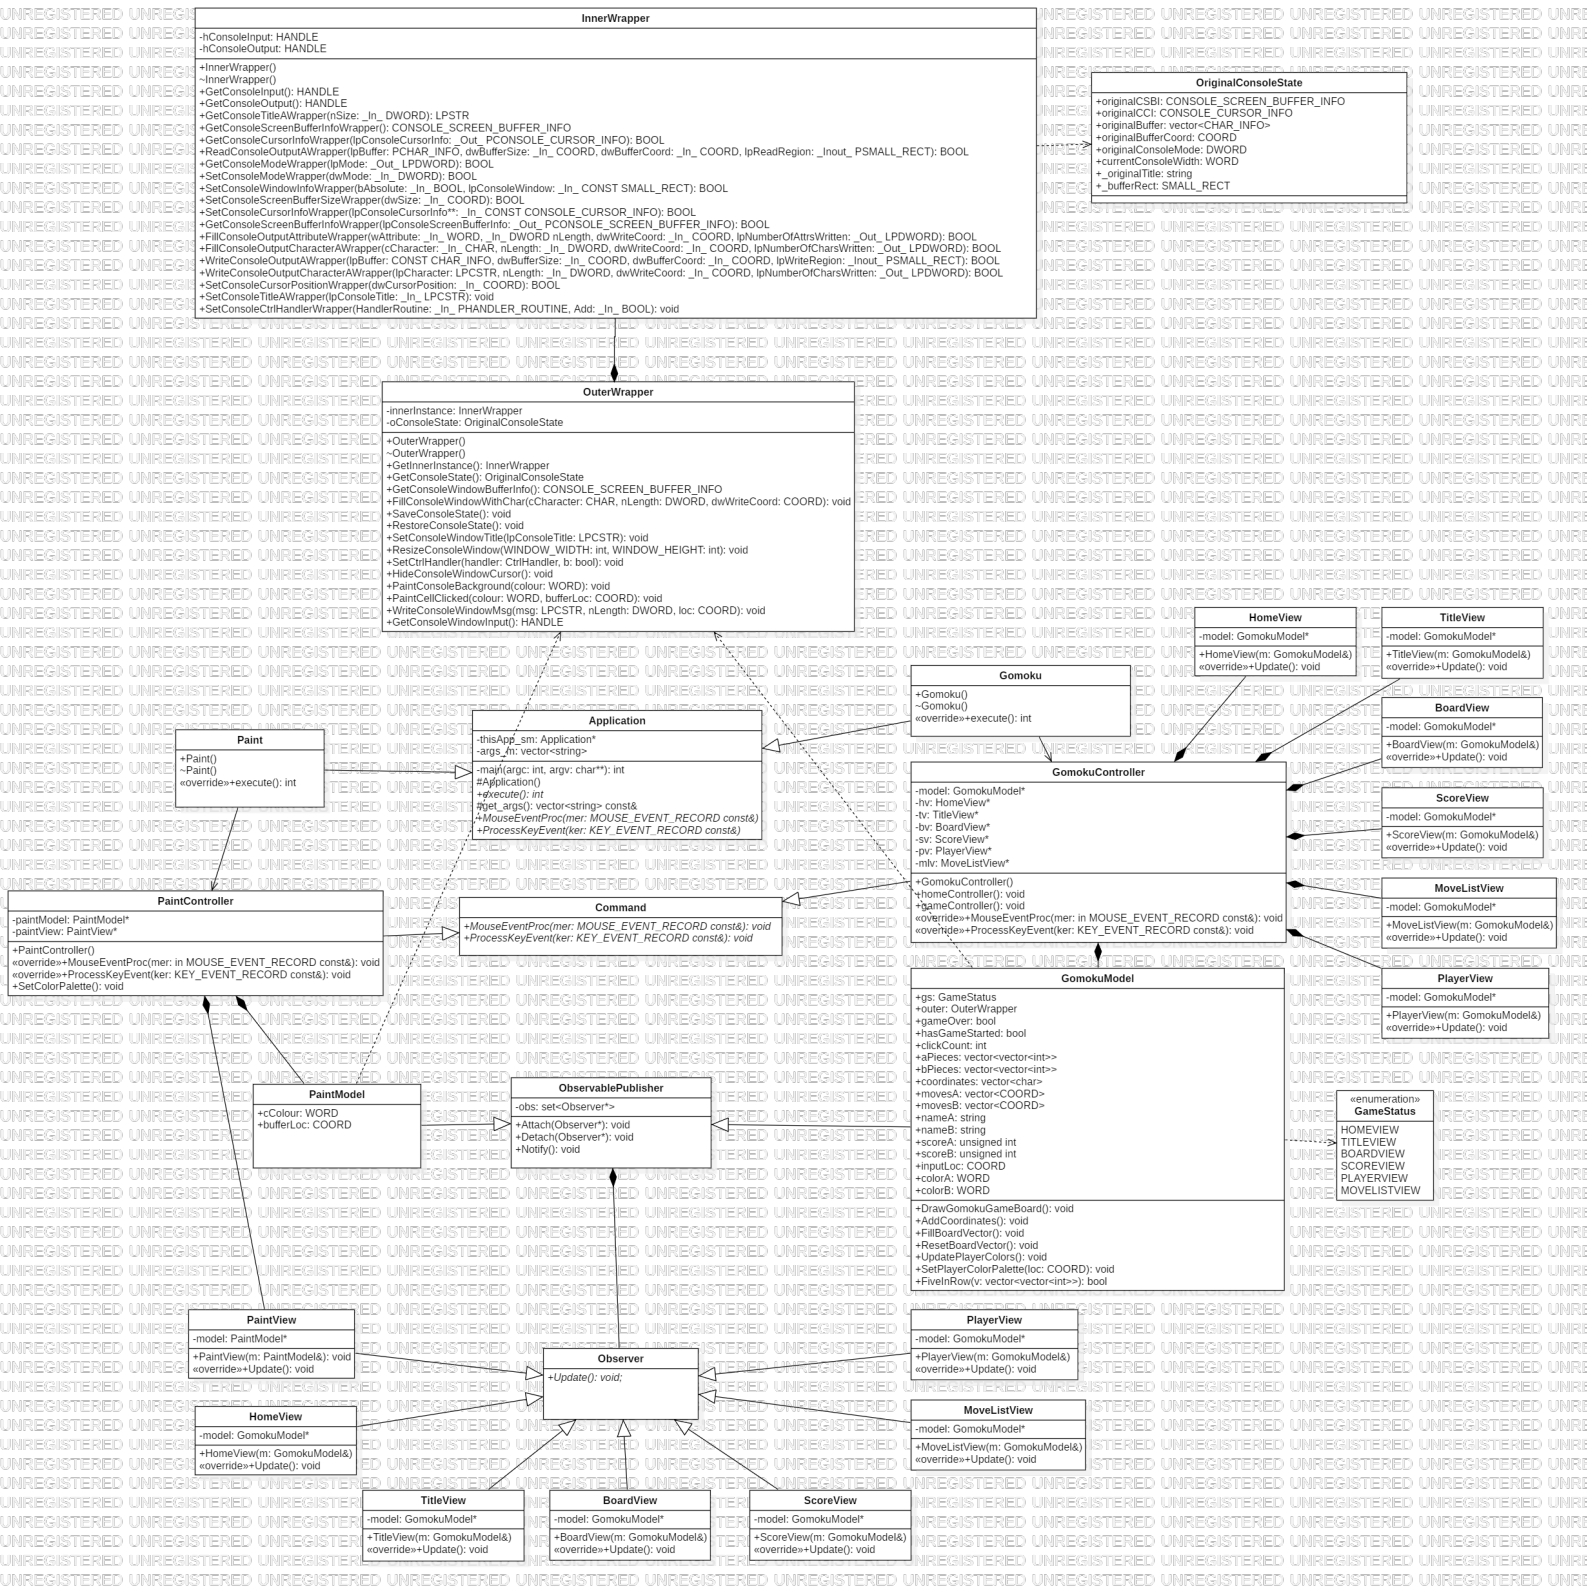 InnerWrapper
-hConsoleInput: HANDLE
-hConsoleOutput: HANDLE
+InnerWrapper()
~InnerWrapper()
+GetConsoleInput(): HANDLE
+GetConsoleOutput(): HANDLE
+GetConsoleTitleAWrapper(nSize: _In_ DWORD): LPSTR
+GetConsoleScreenBufferInfoWrapper(): CONSOLE_SCREEN_BUFFER_INFO
+GetConsoleCursorInfoWrapper(lpConsoleCursorInfo: _Out_ PCONSOLE_CURSOR_INFO): BOOL
+ReadConsoleOutputAWrapper(lpBuffer: PCHAR_INFO, dwBufferSize: _In_ COORD, dwBufferCoord: _In_ COORD, lpReadRegion: _Inout_ PSMALL_RECT): BOOL
+GetConsoleModeWrapper(lpMode: _Out_ LPDWORD): BOOL
+SetConsoleModeWrapper(dwMode: _In_ DWORD): BOOL
+SetConsoleWindowInfoWrapper(bAbsolute: _In_ BOOL, lpConsoleWindow: _In_ CONST SMALL_RECT): BOOL
+SetConsoleScreenBufferSizeWrapper(dwSize: _In_ COORD): BOOL
+SetConsoleCursorInfoWrapper(lpConsoleCursorInfo**: _In_ CONST CONSOLE_CURSOR_INFO): BOOL
+GetConsoleScreenBufferInfoWrapper(lpConsoleScreenBufferInfo: _Out_ PCONSOLE_SCREEN_BUFFER_INFO): BOOL
+FillConsoleOutputAttributeWrapper(wAttribute: _In_ WORD, _In_ DWORD nLength, dwWriteCoord: _In_ COORD, lpNumberOfAttrsWritten: _Out_ LPDWORD): BOOL
+FillConsoleOutputCharacterAWrapper(cCharacter: _In_ CHAR, nLength: _In_ DWORD, dwWriteCoord: _In_ COORD, lpNumberOfCharsWritten: _Out_ LPDWORD): BOOL
+WriteConsoleOutputAWrapper(lpBuffer: CONST CHAR_INFO, dwBufferSize: _In_ COORD, dwBufferCoord: _In_ COORD, lpWriteRegion: _Inout_ PSMALL_RECT): BOOL
+WriteConsoleOutputCharacterAWrapper(lpCharacter: LPCSTR, nLength: _In_ DWORD, dwWriteCoord: _In_ COORD, lpNumberOfCharsWritten: _Out_ LPDWORD): BOOL
+SetConsoleCursorPositionWrapper(dwCursorPosition: _In_ COORD): BOOL
+SetConsoleTitleAWrapper(lpConsoleTitle: _In_ LPCSTR): void
+SetConsoleCtrlHandlerWrapper(HandlerRoutine: _In_ PHANDLER_ROUTINE, Add: _In_ BOOL): void
OriginalConsoleState
+originalCSBI: CONSOLE_SCREEN_BUFFER_INFO
+originalCCI: CONSOLE_CURSOR_INFO
+originalBuffer: vector<CHAR_INFO>
+originalBufferCoord: COORD
+originalConsoleMode: DWORD
+currentConsoleWidth: WORD
+_originalTitle: string
+_bufferRect: SMALL_RECT
OuterWrapper
-innerInstance: InnerWrapper
-oConsoleState: OriginalConsoleState
+OuterWrapper()
~OuterWrapper()
+GetInnerInstance(): InnerWrapper
+GetConsoleState(): OriginalConsoleState
+GetConsoleWindowBufferInfo(): CONSOLE_SCREEN_BUFFER_INFO
+FillConsoleWindowWithChar(cCharacter: CHAR, nLength: DWORD, dwWriteCoord: COORD): void
+SaveConsoleState(): void
+RestoreConsoleState(): void
+SetConsoleWindowTitle(lpConsoleTitle: LPCSTR): void
+ResizeConsoleWindow(WINDOW_WIDTH: int, WINDOW_HEIGHT: int): void
+SetCtrlHandler(handler: CtrlHandler, b: bool): void
+HideConsoleWindowCursor(): void
+PaintConsoleBackground(colour: WORD): void
+PaintCellClicked(colour: WORD, bufferLoc: COORD): void
+WriteConsoleWindowMsg(msg: LPCSTR, nLength: DWORD, loc: COORD): void
+GetConsoleWindowInput(): HANDLE
HomeView
-model: GomokuModel*
+HomeView(m: GomokuModel&)
«override»+Update(): void
TitleView
-model: GomokuModel*
+TitleView(m: GomokuModel&)
«override»+Update(): void
Gomoku
+Gomoku()
~Gomoku()
«override»+execute(): int
BoardView
-model: GomokuModel*
+BoardView(m: GomokuModel&)
«override»+Update(): void
Application
-thisApp_sm: Application*
-args_m: vector<string>
-main(argc: int, argv: char**): int
#Application()
+execute(): int
#get_args(): vector<string> const&
+MouseEventProc(mer: MOUSE_EVENT_RECORD const&)
+ProcessKeyEvent(ker: KEY_EVENT_RECORD const&)
Paint
+Paint()
~Paint()
«override»+execute(): int
GomokuController
-model: GomokuModel*
-hv: HomeView*
-tv: TitleView*
-bv: BoardView*
-sv: ScoreView*
-pv: PlayerView*
-mlv: MoveListView*
+GomokuController()
+homeController(): void
+gameController(): void
«override»+MouseEventProc(mer: in MOUSE_EVENT_RECORD const&): void
«override»+ProcessKeyEvent(ker: KEY_EVENT_RECORD const&): void
ScoreView
-model: GomokuModel*
+ScoreView(m: GomokuModel&)
«override»+Update(): void
MoveListView
-model: GomokuModel*
+MoveListView(m: GomokuModel&)
«override»+Update(): void
PlayerView
-model: GomokuModel*
+PlayerView(m: GomokuModel&)
«override»+Update(): void
PaintController
-paintModel: PaintModel*
-paintView: PaintView*
+PaintController()
«override»+MouseEventProc(mer: in MOUSE_EVENT_RECORD const&): void
«override»+ProcessKeyEvent(ker: KEY_EVENT_RECORD const&): void
+SetColorPalette(): void
Command
+MouseEventProc(mer: MOUSE_EVENT_RECORD const&): void
+ProcessKeyEvent(ker: KEY_EVENT_RECORD const&): void
GomokuModel
+gs: GameStatus
+outer: OuterWrapper
+gameOver: bool
+hasGameStarted: bool
+clickCount: int
+aPieces: vector<vector<int>>
+bPieces: vector<vector<int>>
+coordinates: vector<char>
+movesA: vector<COORD>
+movesB: vector<COORD>
+nameA: string
+nameB: string
+scoreA: unsigned int
+scoreB: unsigned int
+inputLoc: COORD
+colorA: WORD
+colorB: WORD
+DrawGomokuGameBoard(): void
+AddCoordinates(): void
+FillBoardVector(): void
+ResetBoardVector(): void
+UpdatePlayerColors(): void
+SetPlayerColorPalette(loc: COORD): void
+FiveInRow(v: vector<vector<int>>): bool
PaintModel
+cColour: WORD
+bufferLoc: COORD
ObservablePublisher
-obs: set<Observer*>
+Attach(Observer*): void
+Detach(Observer*): void
+Notify(): void
«enumeration»
GameStatus
HOMEVIEW
TITLEVIEW
BOARDVIEW
SCOREVIEW
PLAYERVIEW
MOVELISTVIEW
PaintView
-model: PaintModel*
+PaintView(m: PaintModel&): void
«override»+Update(): void
Observer
+Update(): void;
PlayerView
-model: GomokuModel*
+PlayerView(m: GomokuModel&)
«override»+Update(): void
HomeView
-model: GomokuModel*
+HomeView(m: GomokuModel&)
«override»+Update(): void
MoveListView
-model: GomokuModel*
+MoveListView(m: GomokuModel&)
«override»+Update(): void
TitleView
-model: GomokuModel*
+TitleView(m: GomokuModel&)
«override»+Update(): void
BoardView
-model: GomokuModel*
+BoardView(m: GomokuModel&)
«override»+Update(): void
ScoreView
-model: GomokuModel*
+ScoreView(m: GomokuModel&)
«override»+Update(): void
UNREGISTERED